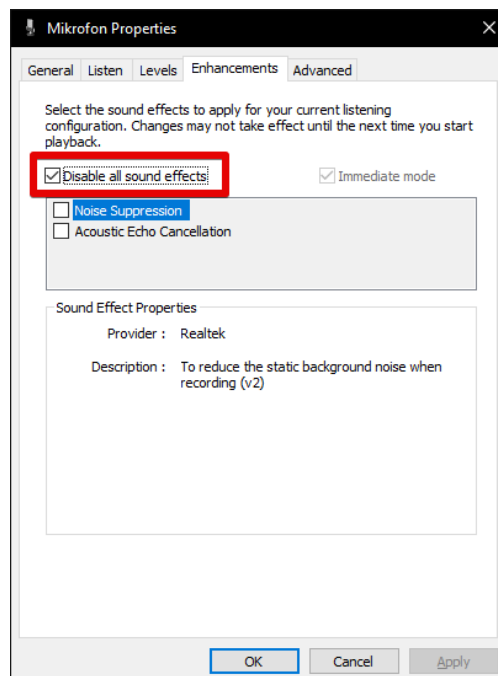 Mikrofon Properties
General Listen Levels Enhancements Advanced
Select the sound effects to apply for your current listening
configuration. Changes may not take effect until the next time you start
playback.
Disable all sound effects Immediate mode
Noise Suppression
Acoustic Echo Cancellation
Sound Effect Properties
Provider : Realtek
Description : To reduce the static background noise when
recording (v2)
OK Cancel Apply